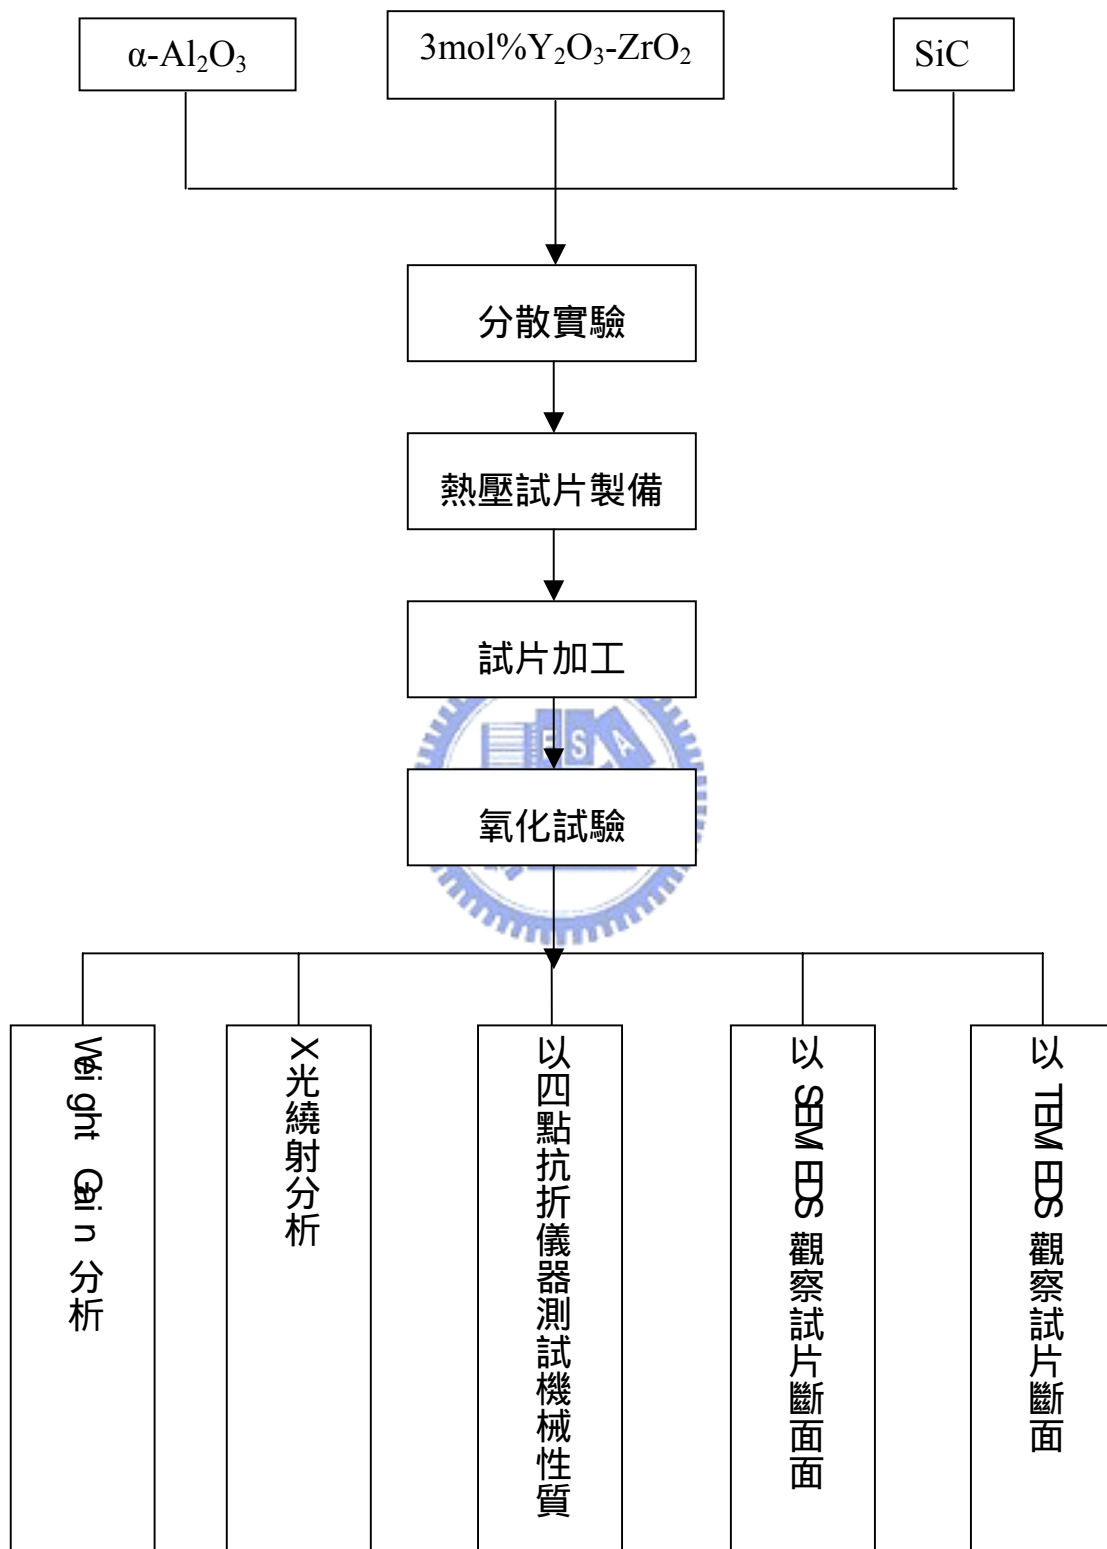 α-Al₂O₃
3mol%Y₂O₃-ZrO₂
SiC
分散實驗
熱壓試片製備
試片加工
ESA
氧化試驗
Weight Gain 分析
X光繞射分析
以四點抗折儀器測試機械性質
以 SEM/EDS 觀察試片斷面面
以 TEM/EDS 觀察試片斷面